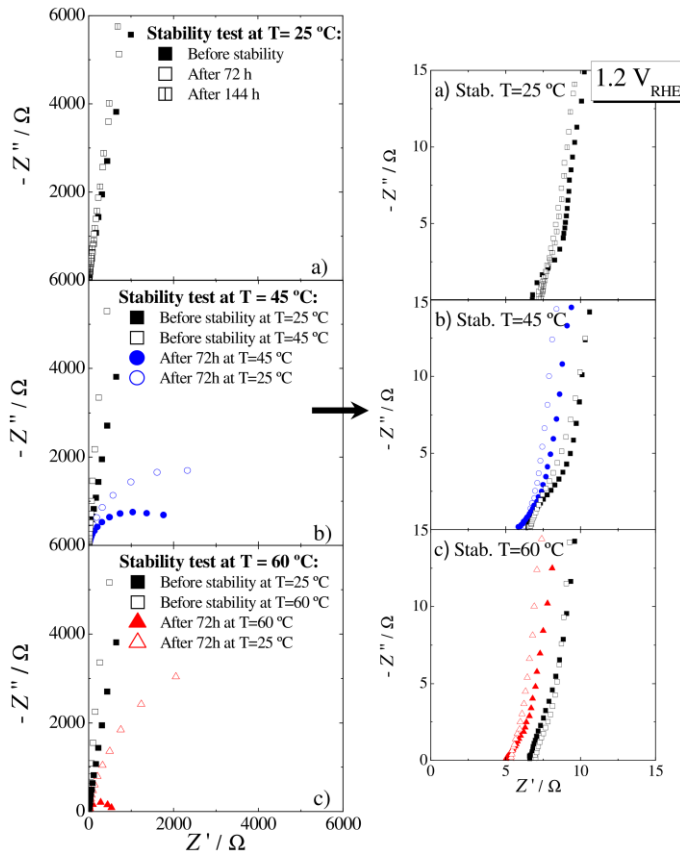 Stability test at T= 25 ºC:
Before stability
After 72 h
After 144 h
6000
4000
2000
6000
- Z'' / Ω
a)
Stability test at T = 45 ºC:
Before stability at T=25 ºC
Before stability at T=45 ºC
After 72h at T=45 ºC
After 72h at T=25 ºC
4000
2000
6000
- Z'' / Ω
b)
Stability test at T = 60 ºC:
Before stability at T=25 ºC
Before stability at T=60 ºC
After 72h at T=60 ºC
After 72h at T=25 ºC
4000
2000
0
- Z'' / Ω
c)
0 2000 4000 6000
Z' / Ω
1.2 V RHE
a) Stab. T=25 ºC
15
10
5
15
- Z'' / Ω
b) Stab. T=45 ºC
10
5
15
- Z'' / Ω
c) Stab. T=60 ºC
10
5
0
- Z'' / Ω
0 5 10 15
Z' / Ω